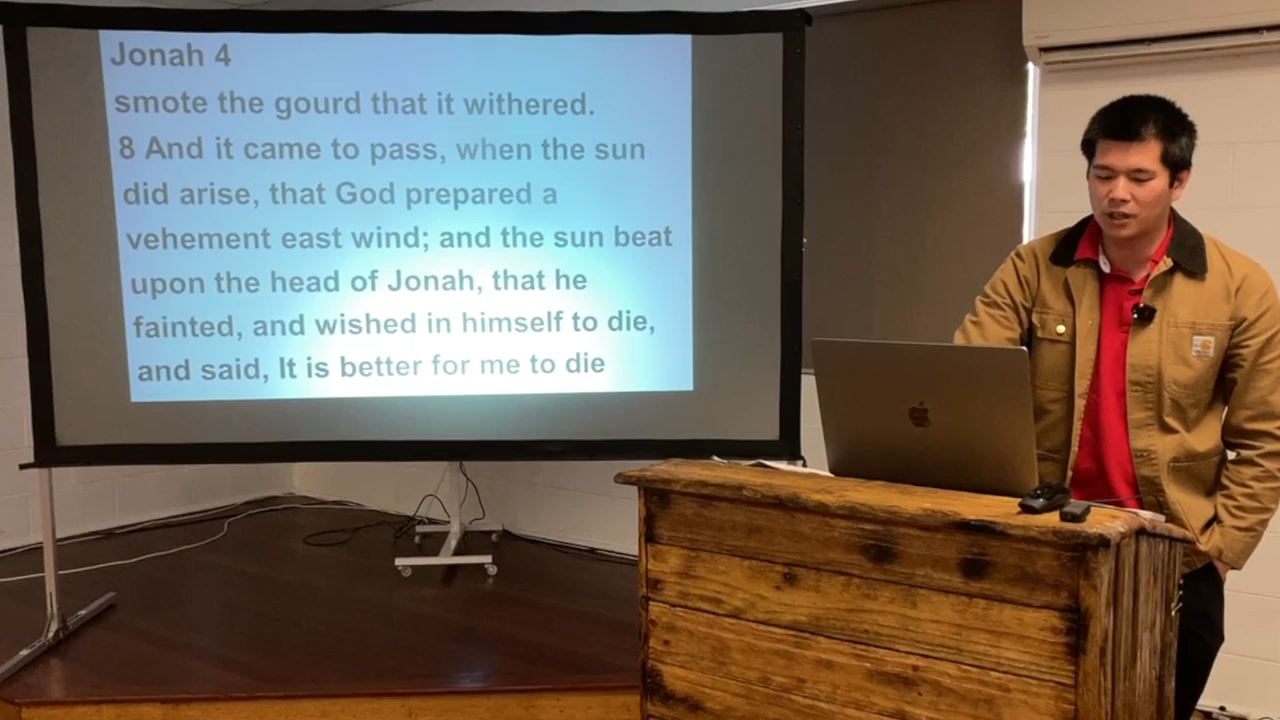 Jonah 4
smote the gourd that it withered.
8 And it came to pass, when the sun
did arise, that God prepared a
vehement east wind; and the sun beat
upon the head of Jonah, that he
fainted, and wished in himself to die,
and said, It is better for me to die